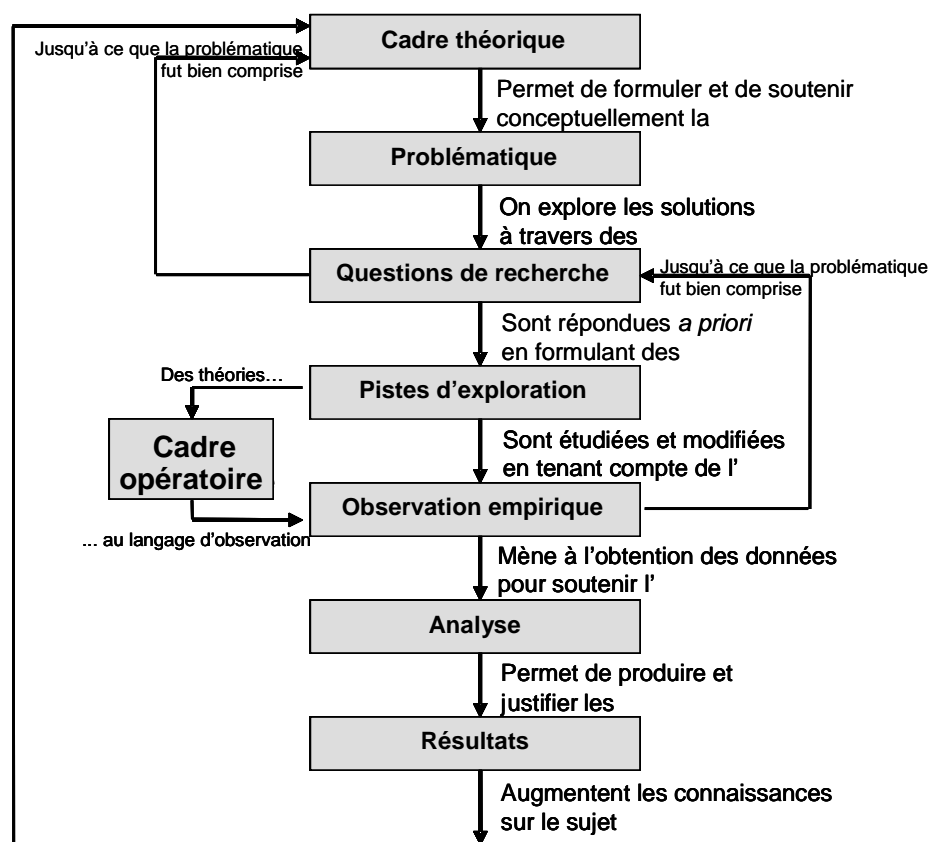 Cadre théorique
Jusqu'à ce que la problématique
fut bien comprise
Permet de formuler et de soutenir
conceptuellement la
Problématique
On explore les solutions
à travers des
Questions de recherche
Jusqu'à ce que la problématique
fut bien comprise
Sont répondues a priori
en formulant des
Des théories…
Pistes d'exploration
Cadre
opératoire
Sont étudiées et modifiées
en tenant compte de l'
Observation empirique
... au langage d'observation
Mène à l'obtention des données
pour soutenir l'
Analyse
Permet de produire et
justifier les
Résultats
Augmentent les connaissances
sur le sujet